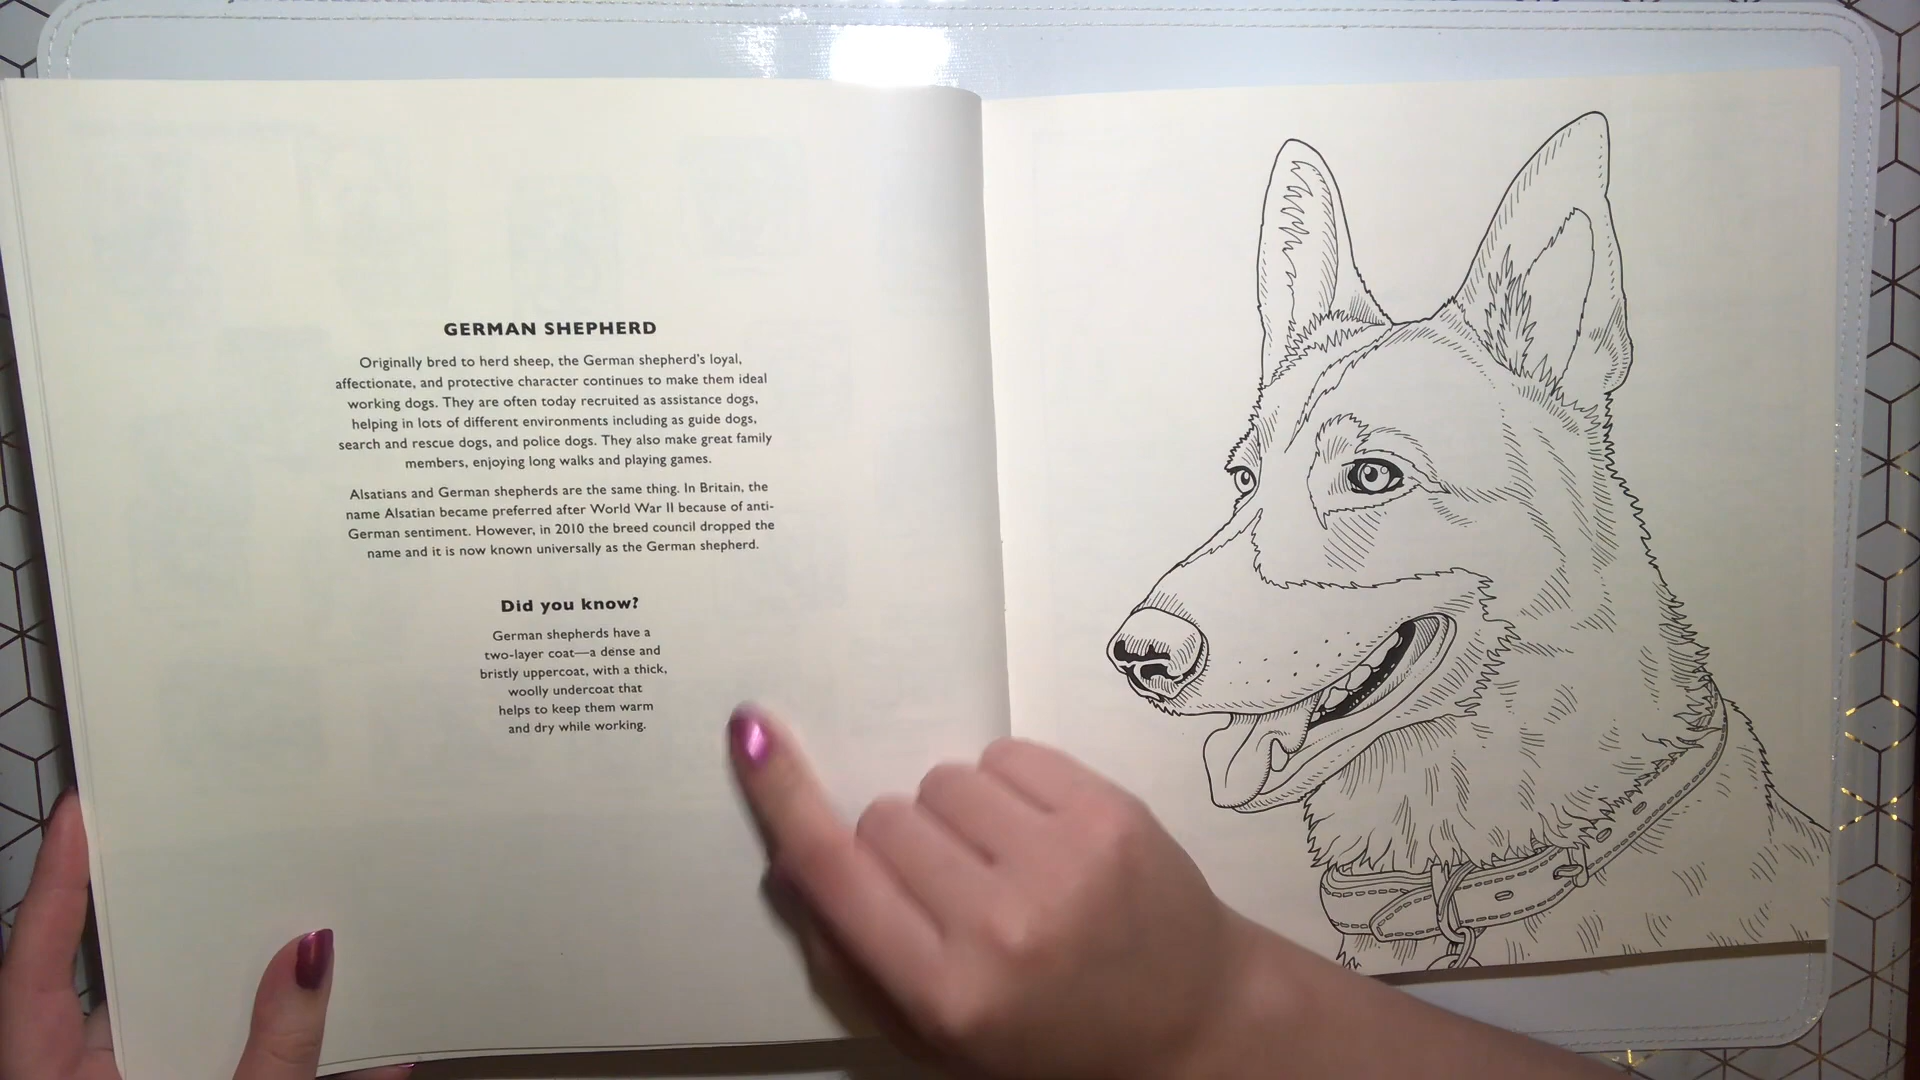 GERMAN SHEPHERD
Originally bred to herd sheep, the German shepherd's loyal,
affectionate, and protective character continues to make them ideal
working dogs. They are often today recruited as assistance dogs,
helping in lots of different environments including as guide dogs,
search and rescue dogs, and police dogs. They also make great family
members, enjoying long walks and playing games.
Alsatians and German shepherds are the same thing. In Britain, the
name Alsatian became preferred after World War II because of anti-
German sentiment. However, in 2010 the breed council dropped the
name and it is now known universally as the German shepherd.
Did you know?
German shepherds have a
two-layer coat—a dense and
bristly uppercoat, with a thick,
woolly undercoat that
helps to keep them warm
and dry while working.